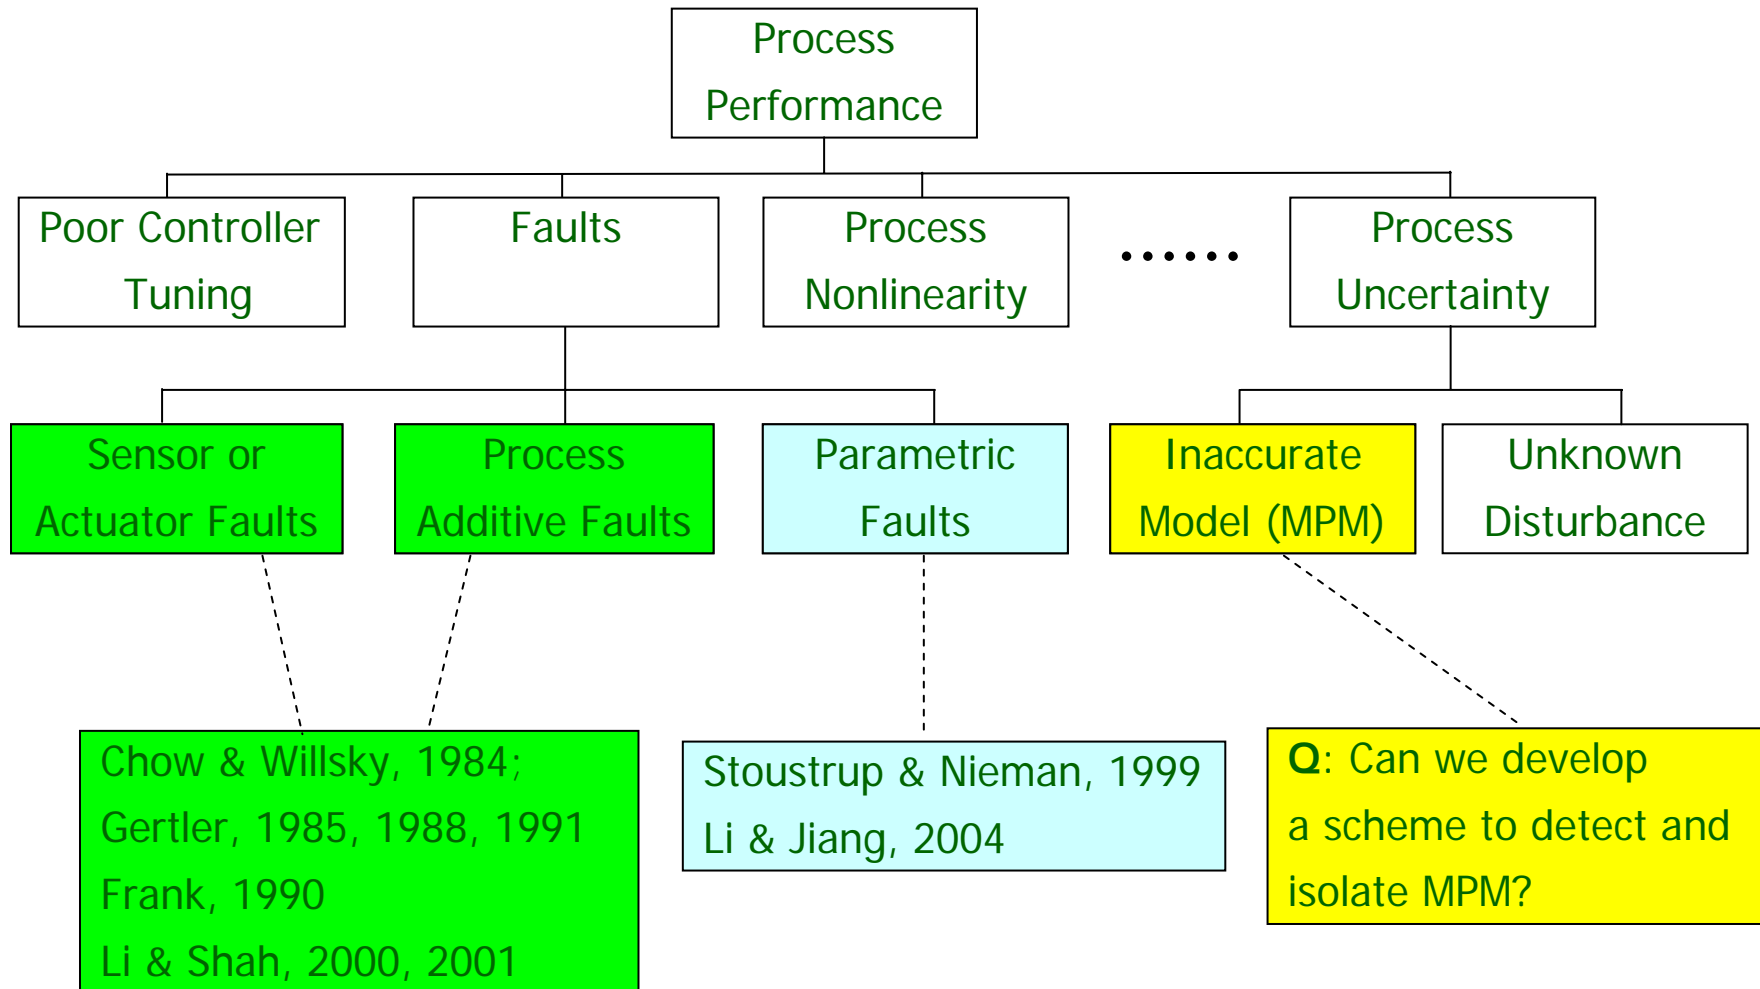 Process
Performance
Poor Controller
Tuning
Faults
Process
Nonlinearity
......
Process
Uncertainty
Sensor or
Actuator Faults
Process
Additive Faults
Parametric
Faults
Inaccurate
Model (MPM)
Unknown
Disturbance
Chow & Willsky, 1984;
Gertler, 1985, 1988, 1991
Frank, 1990
Li & Shah, 2000, 2001
Stoustrup & Nieman, 1999
Li & Jiang, 2004
Q: Can we develop
a scheme to detect and
isolate MPM?